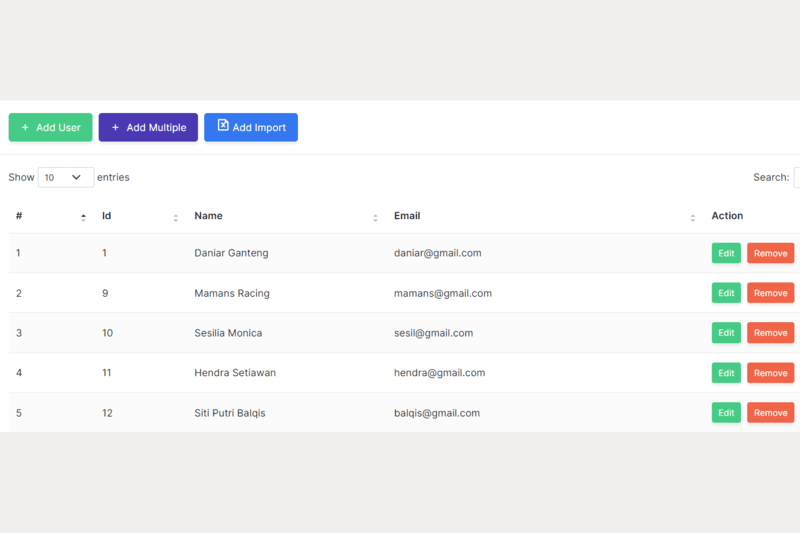 + Add User + Add Multiple Add Import
Show 10 entries Search:
# Id Name Email Action
1 1 Daniar Ganteng daniar@gmail.com Edit Remove
2 9 Mamans Racing mamans@gmail.com Edit Remove
3 10 Sesilia Monica sesil@gmail.com Edit Remove
4 11 Hendra Setiawan hendra@gmail.com Edit Remove
5 12 Siti Putri Balqis balqis@gmail.com Edit Remove